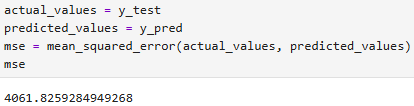 actual_values = y_test
predicted_values = y_pred
mse = mean_squared_error(actual_values, predicted_values)
mse
4061.8259284949268